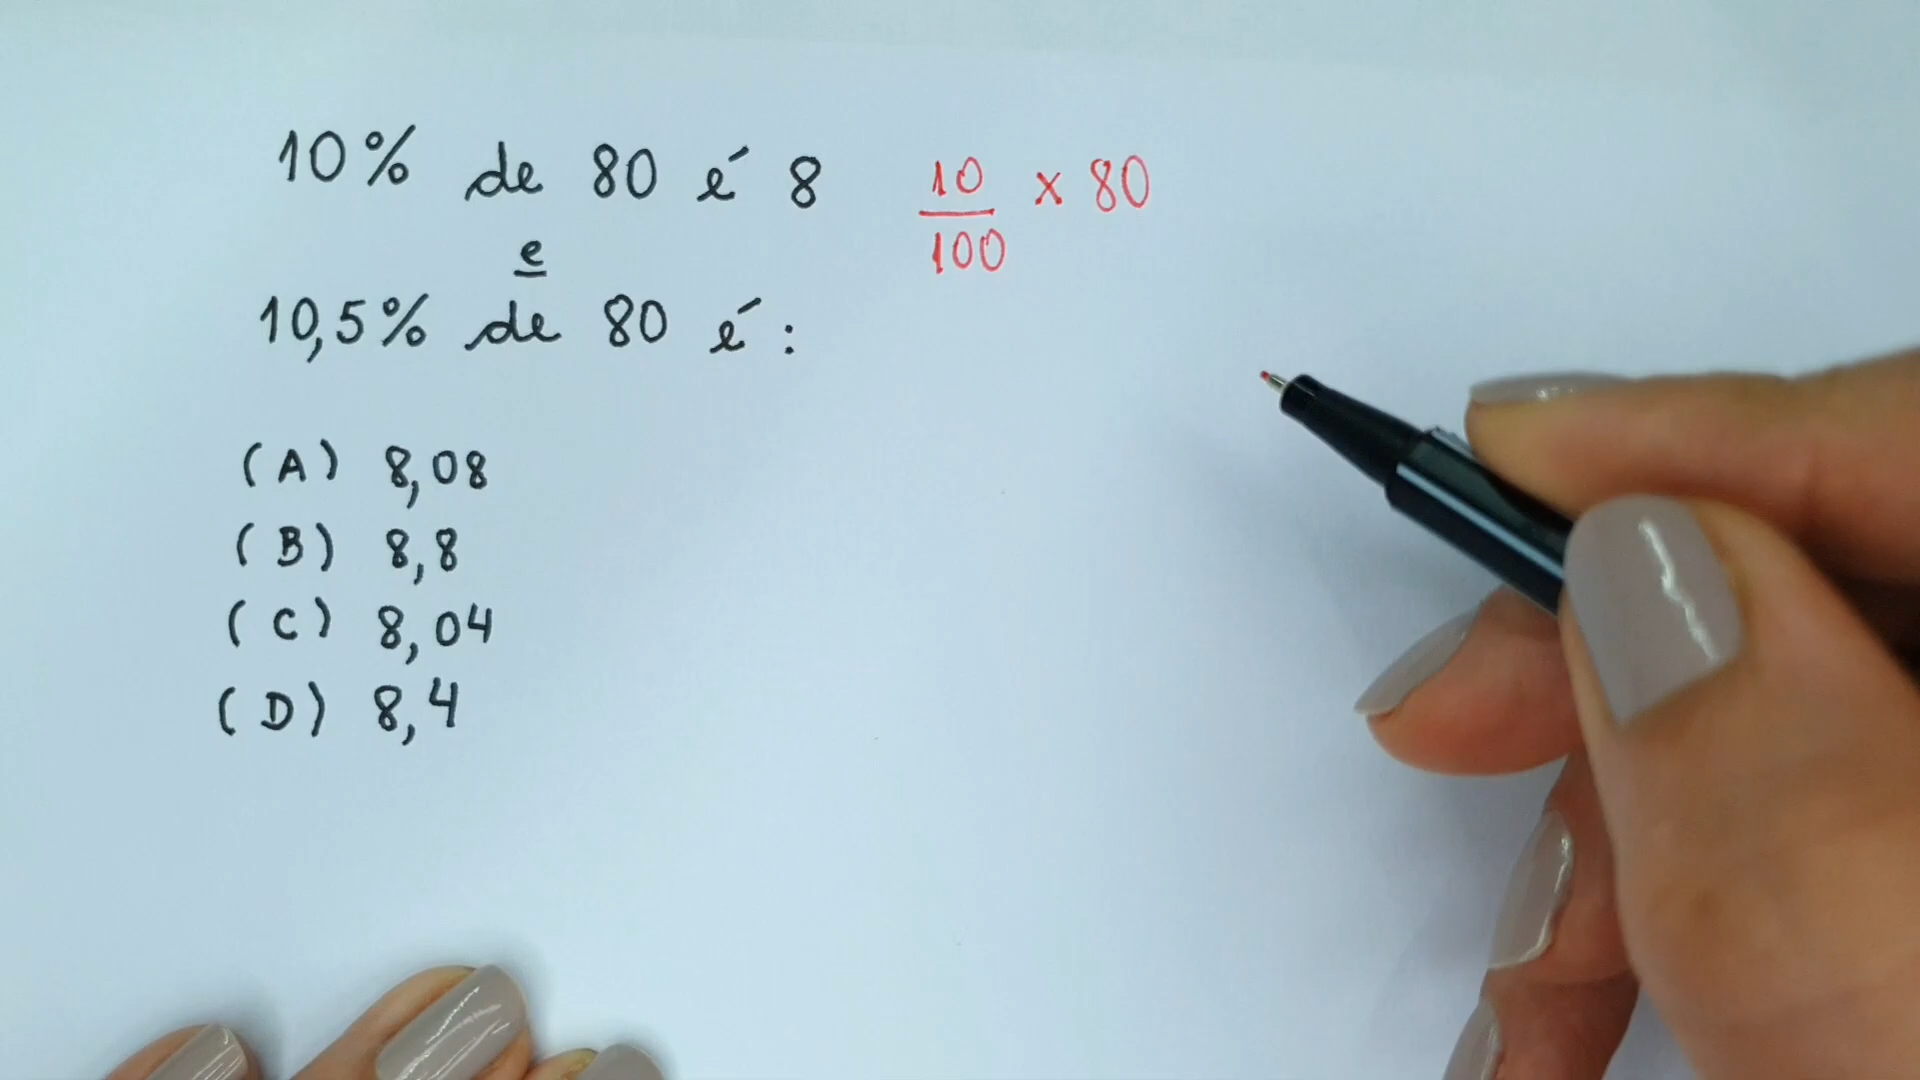 10% de 80 é 8
10/100 x 80
e
10,5% de 80 é:
(A) 8,08
(B) 8,8
(C) 8,04
(D) 8,4